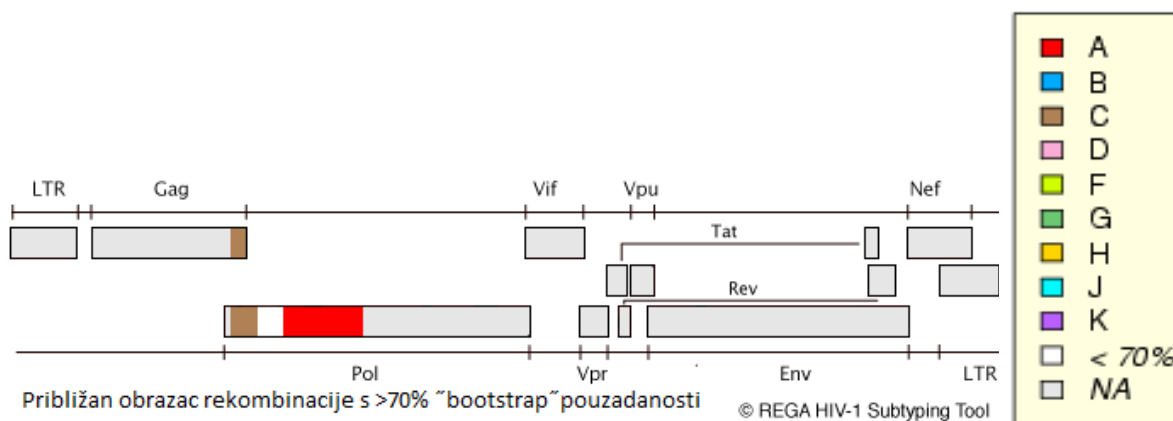 LTR Gag Vif Vpu Nef
Tat
Rev
Pol Vpr Env LTR
Približan obrazac rekombinacije s >70% ˝bootstrap˝pouzadanosti
© REGA HIV-1 Subtyping Tool
A
B
C
D
F
G
H
J
K
< 70%
NA